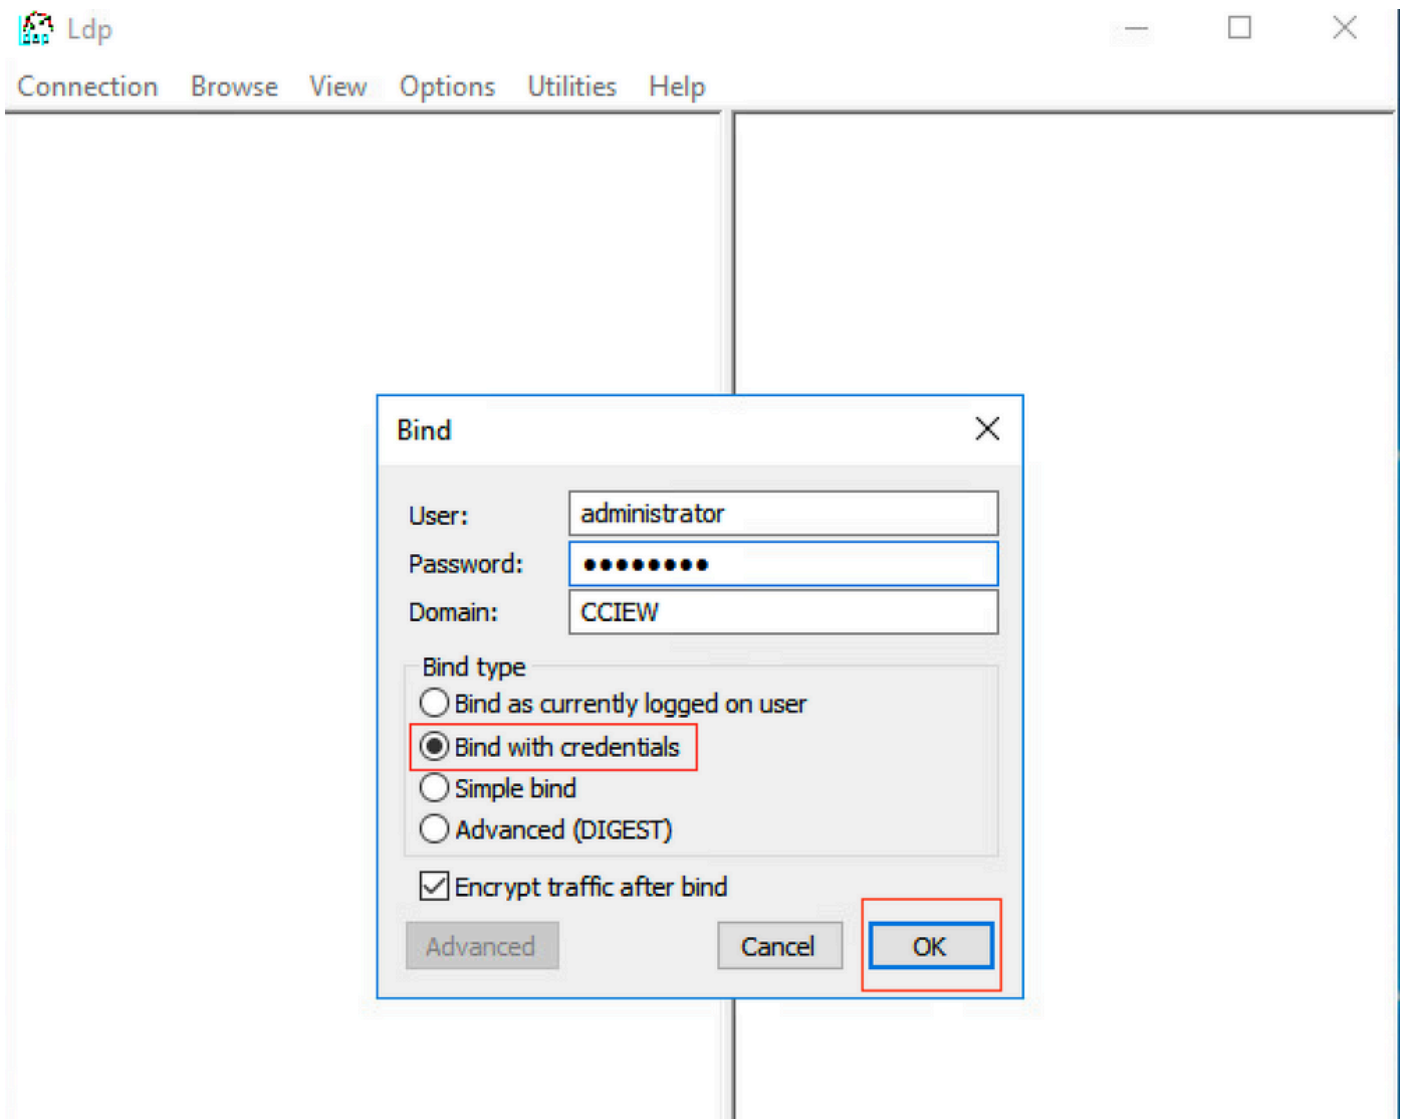 Ldp
Connection Browse View Options Utilities Help
Bind
User: administrator
Password: ●●●●●●●●
Domain: CCIEW
Bind type
Bind as currently logged on user
Bind with credentials
Simple bind
Advanced (DIGEST)
Encrypt traffic after bind
Advanced Cancel OK